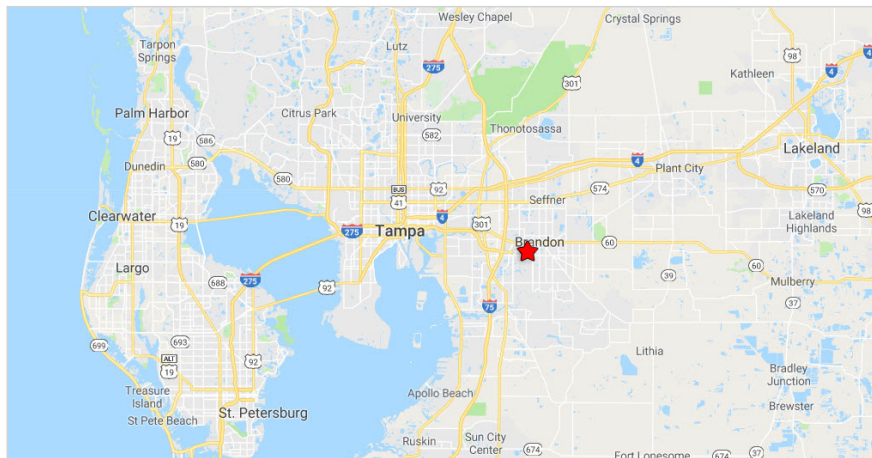 Wesley Chapel
Crystal Springs
Tarpon
Springs
Lutz
275
98
4
4
Kathleen
301
Palm Harbor
19
586
Citrus Park
University
582
Thonotosassa
Lakeland
Dunedin
580
580
BUS
41
92
4
574
Plant City
570
Seffner
Clearwater
19
275
Tampa
4
301
Lakeland
Highlands
98
Brandon
60
60
Largo
688
275
92
39
Mulberry
75
37
699
693
ALT
19
92
Lithia
Bradley
Junction
Treasure
Island
Apollo Beach
Brewster
St Pete Beach
St. Petersburg
Ruskin
Sun City
Center
674
Fort Lonesome
674
37